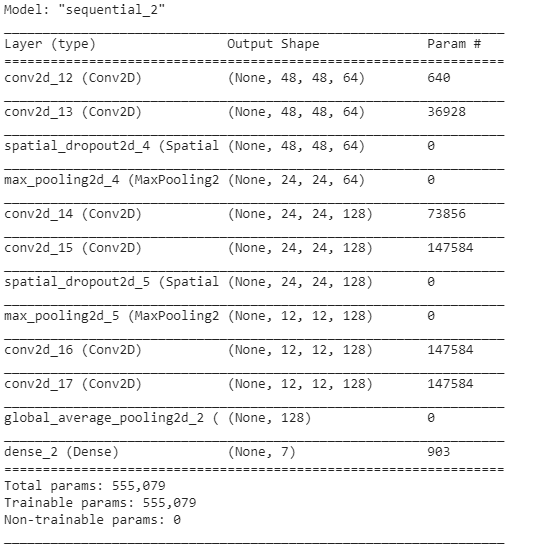 Model: "sequential_2"
_________________________________________________________________
Layer (type)                 Output Shape              Param #
=================================================================
conv2d_12 (Conv2D)           (None, 48, 48, 64)        640
_________________________________________________________________
conv2d_13 (Conv2D)           (None, 48, 48, 64)        36928
_________________________________________________________________
spatial_dropout2d_4 (Spatial (None, 48, 48, 64)        0
_________________________________________________________________
max_pooling2d_4 (MaxPooling2 (None, 24, 24, 64)        0
_________________________________________________________________
conv2d_14 (Conv2D)           (None, 24, 24, 128)       73856
_________________________________________________________________
conv2d_15 (Conv2D)           (None, 24, 24, 128)       147584
_________________________________________________________________
spatial_dropout2d_5 (Spatial (None, 24, 24, 128)       0
_________________________________________________________________
max_pooling2d_5 (MaxPooling2 (None, 12, 12, 128)       0
_________________________________________________________________
conv2d_16 (Conv2D)           (None, 12, 12, 128)       147584
_________________________________________________________________
conv2d_17 (Conv2D)           (None, 12, 12, 128)       147584
_________________________________________________________________
global_average_pooling2d_2 ( (None, 128)               0
_________________________________________________________________
dense_2 (Dense)              (None, 7)                 903
=================================================================
Total params: 555,079
Trainable params: 555,079
Non-trainable params: 0
_________________________________________________________________